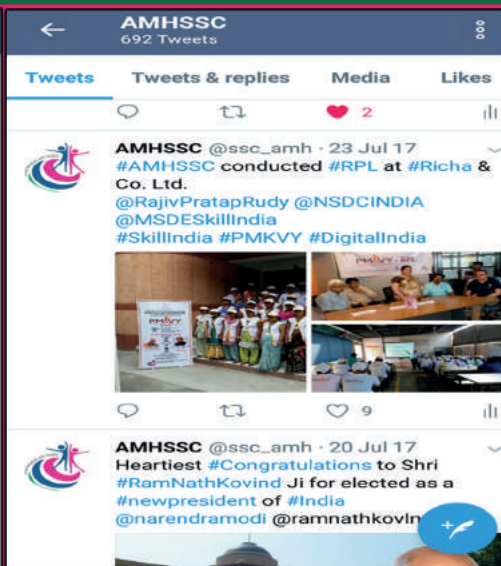 AMHSSC
692 Tweets
Tweets Tweets & replies Media Likes
2
AMHSSC @ssc_amh · 23 Jul 17
#AMHSSC conducted #RPL at #Richa &
Co. Ltd.
@RajivPratapRudy @NSDCINDIA
@MSDESkillIndia
#SkillIndia #PMKVY #DigitalIndia
PMKVY
9
AMHSSC @ssc_amh · 20 Jul 17
Heartiest #Congratulations to Shri
#RamNathKovind Ji for elected as a
#newpresident of #India
@narendramodi @ramnathkovin